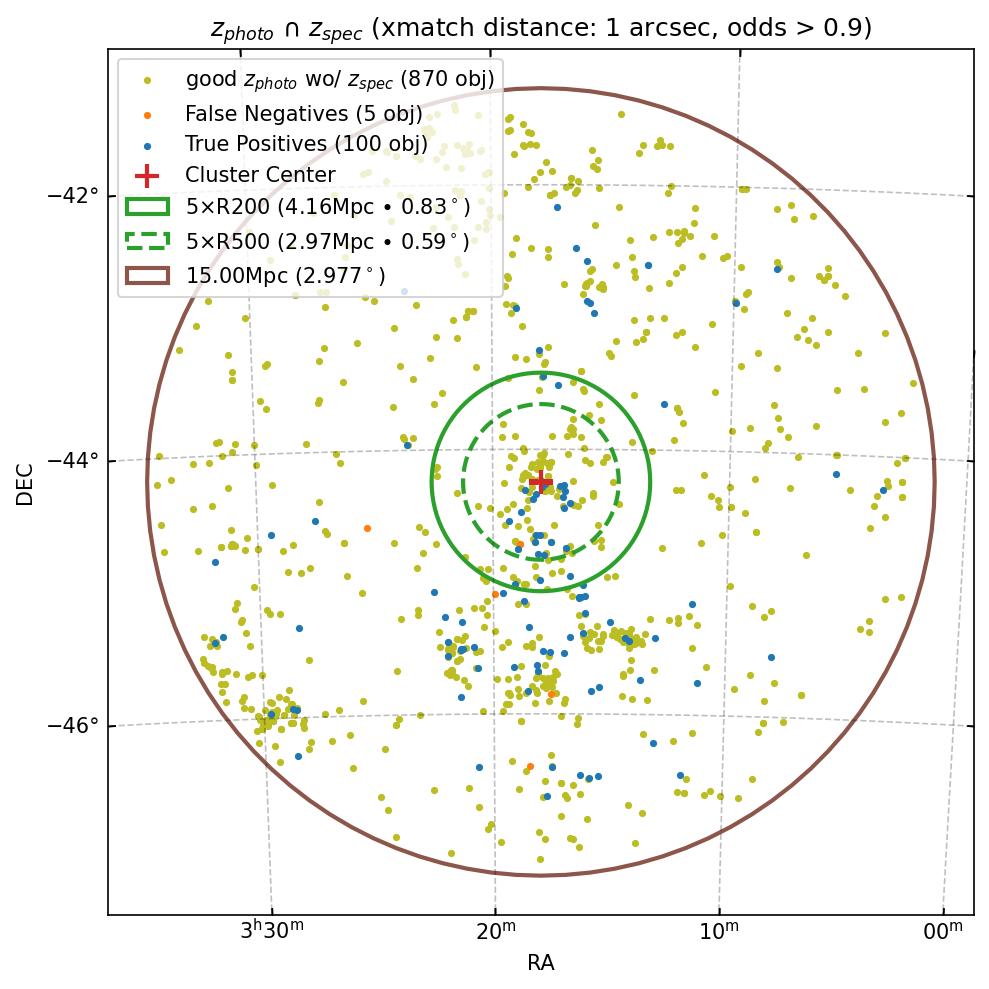 z_photo ∩ z_spec (xmatch distance: 1 arcsec, odds > 0.9)
good z_photo wo/ z_spec (870 obj)
False Negatives (5 obj)
True Positives (100 obj)
Cluster Center
5×R200 (4.16Mpc • 0.83°)
5×R500 (2.97Mpc • 0.59°)
15.00Mpc (2.977°)
−42°
−44°
−46°
DEC
3ʰ30ᵐ 20ᵐ 10ᵐ 00ᵐ
RA